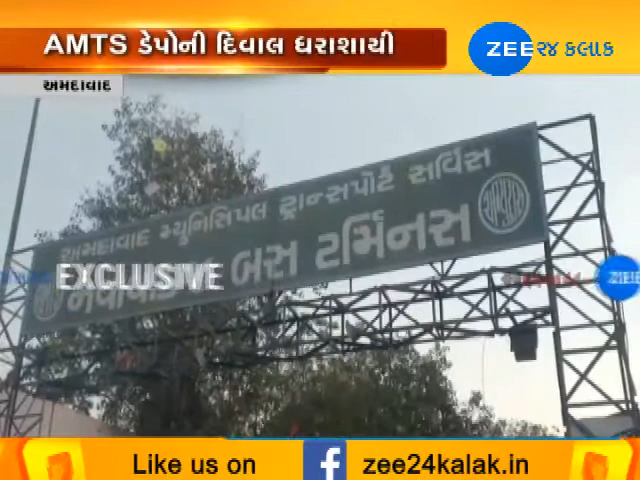 AMTS ડેપોની દિવાલ ધરાશાયી
ZEE ૨૪ કલાક
અમદાવાદ
અમદાવાદ મ્યુનિસિપલ ટ્રાન્સપોર્ટ સર્વિસ
બસ ટર્મિનસ
EXCLUSIVE
Like us on f zee24kalak.in